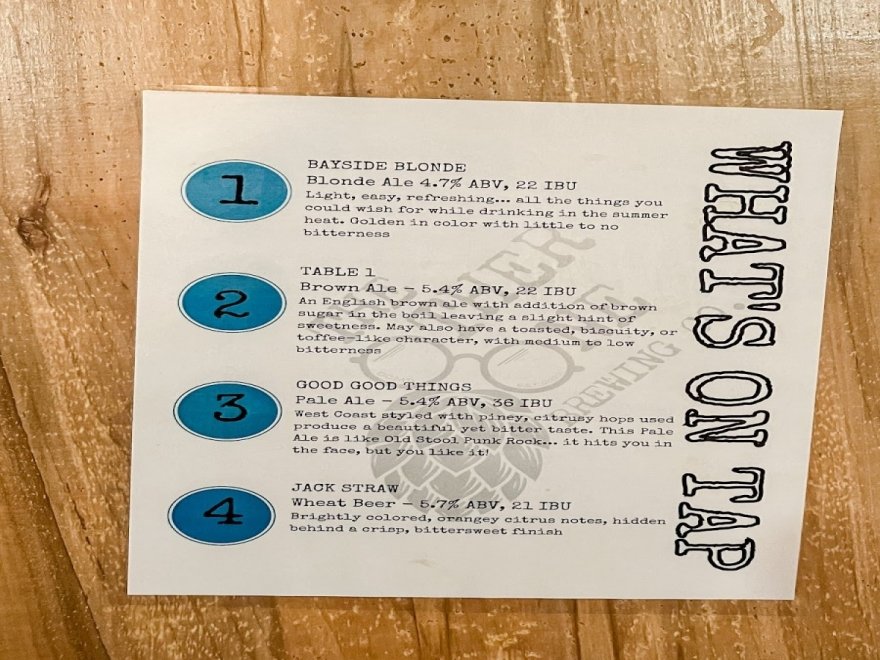 WHAT'S ON TAP
1
BAYSIDE BLONDE
Blonde Ale 4.7% ABV, 22 IBU
Light, easy, refreshing... all the things you
could wish for while drinking in the summer
heat. Golden in color with little to no
bitterness
2
TABLE 1
Brown Ale - 5.4% ABV, 22 IBU
An English brown ale with addition of brown
sugar in the boil leaving a slight hint of
sweetness. May also have a toasted, biscuity, or
toffee-like character, with medium to low
bitterness
3
GOOD GOOD THINGS
Pale Ale - 5.4% ABV, 36 IBU
West Coast styled with piney, citrusy hops used
produce a beautiful yet bitter taste. This Pale
Ale is like Old Stool Punk Rock... it hits you in
the face, but you like it!
4
JACK STRAW
Wheat Beer - 5.7% ABV, 21 IBU
Brightly colored, orangey citrus notes, hidden
behind a crisp, bittersweet finish
BREWING